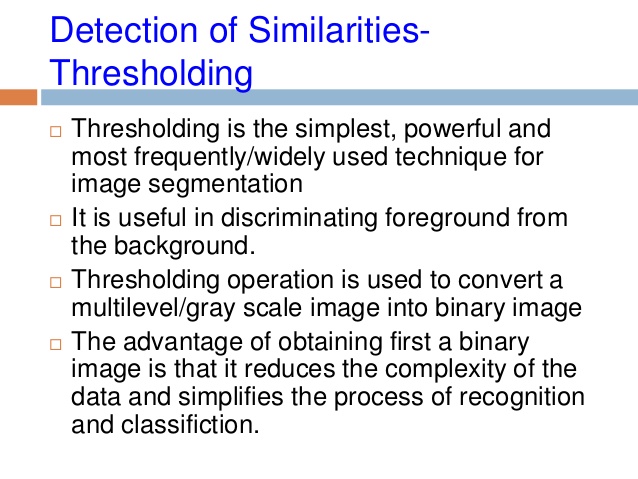 Detection of Similarities-
Thresholding
Thresholding is the simplest, powerful and
most frequently/widely used technique for
image segmentation
It is useful in discriminating foreground from
the background.
Thresholding operation is used to convert a
multilevel/gray scale image into binary image
The advantage of obtaining first a binary
image is that it reduces the complexity of the
data and simplifies the process of recognition
and classifiction.